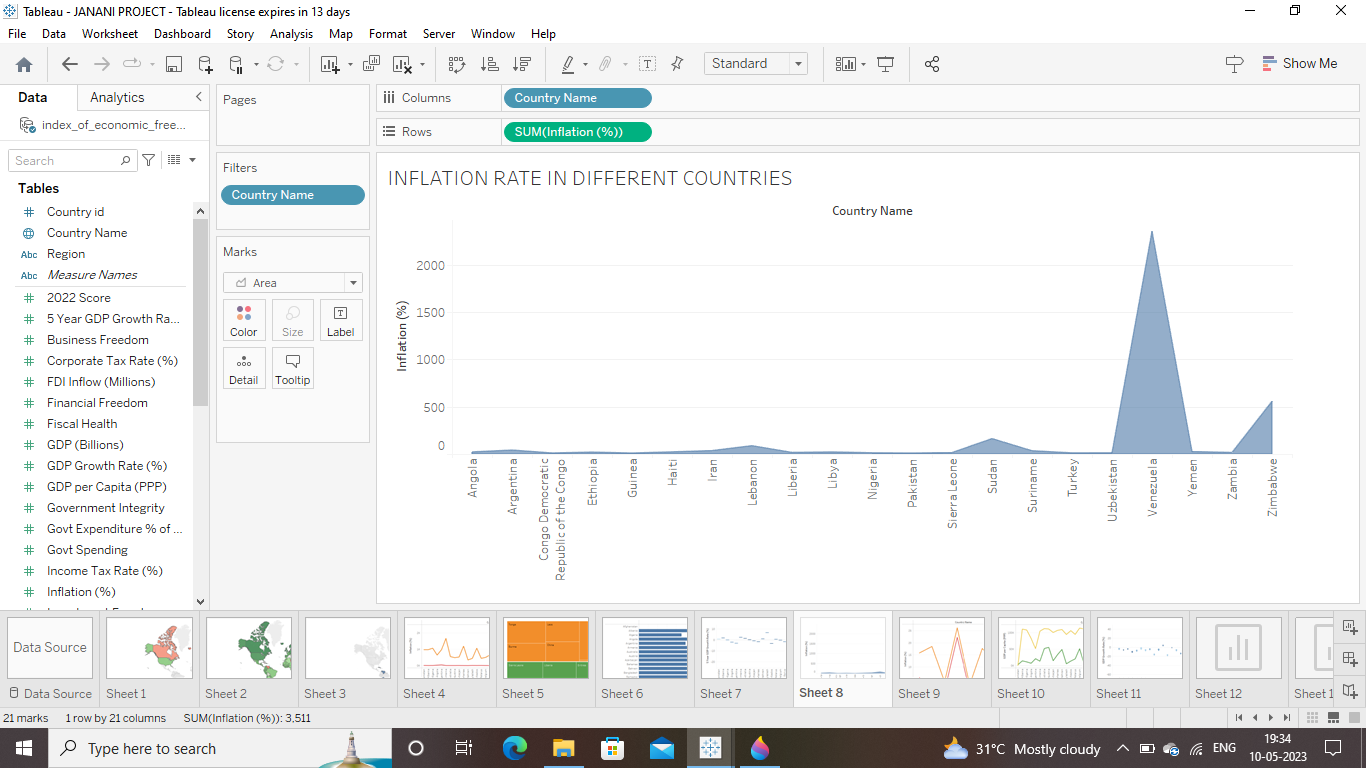 Tableau - JANANI PROJECT - Tableau license expires in 13 days
File Data Worksheet Dashboard Story Analysis Map Format Server Window Help
Standard
Show Me
Data Analytics
index_of_economic_free...
Search
Tables
Country id
Country Name
Abc Region
Abc Measure Names
2022 Score
5 Year GDP Growth Ra...
Business Freedom
Corporate Tax Rate (%)
FDI Inflow (Millions)
Financial Freedom
Fiscal Health
GDP (Billions)
GDP Growth Rate (%)
GDP per Capita (PPP)
Government Integrity
Govt Expenditure % of ...
Govt Spending
Income Tax Rate (%)
Inflation (%)
Pages
Filters
Country Name
Marks
Area
Color Size Label
Detail Tooltip
Columns Country Name
Rows SUM(Inflation (%))
INFLATION RATE IN DIFFERENT COUNTRIES
Country Name
Inflation (%)
2000
1500
1000
500
0
Angola
Argentina
Congo Democratic
Republic of the Congo
Ethiopia
Guinea
Haiti
Iran
Lebanon
Liberia
Libya
Nigeria
Pakistan
Sierra Leone
Sudan
Suriname
Turkey
Uzbekistan
Venezuela
Yemen
Zambia
Zimbabwe
Data Source
Data Source Sheet 1 Sheet 2 Sheet 3 Sheet 4 Sheet 5 Sheet 6 Sheet 7 Sheet 8 Sheet 9 Sheet 10 Sheet 11 Sheet 12 Sheet 1
21 marks 1 row by 21 columns SUM(Inflation (%)): 3,511
Type here to search
31°C Mostly cloudy
ENG
19:34
10-05-2023